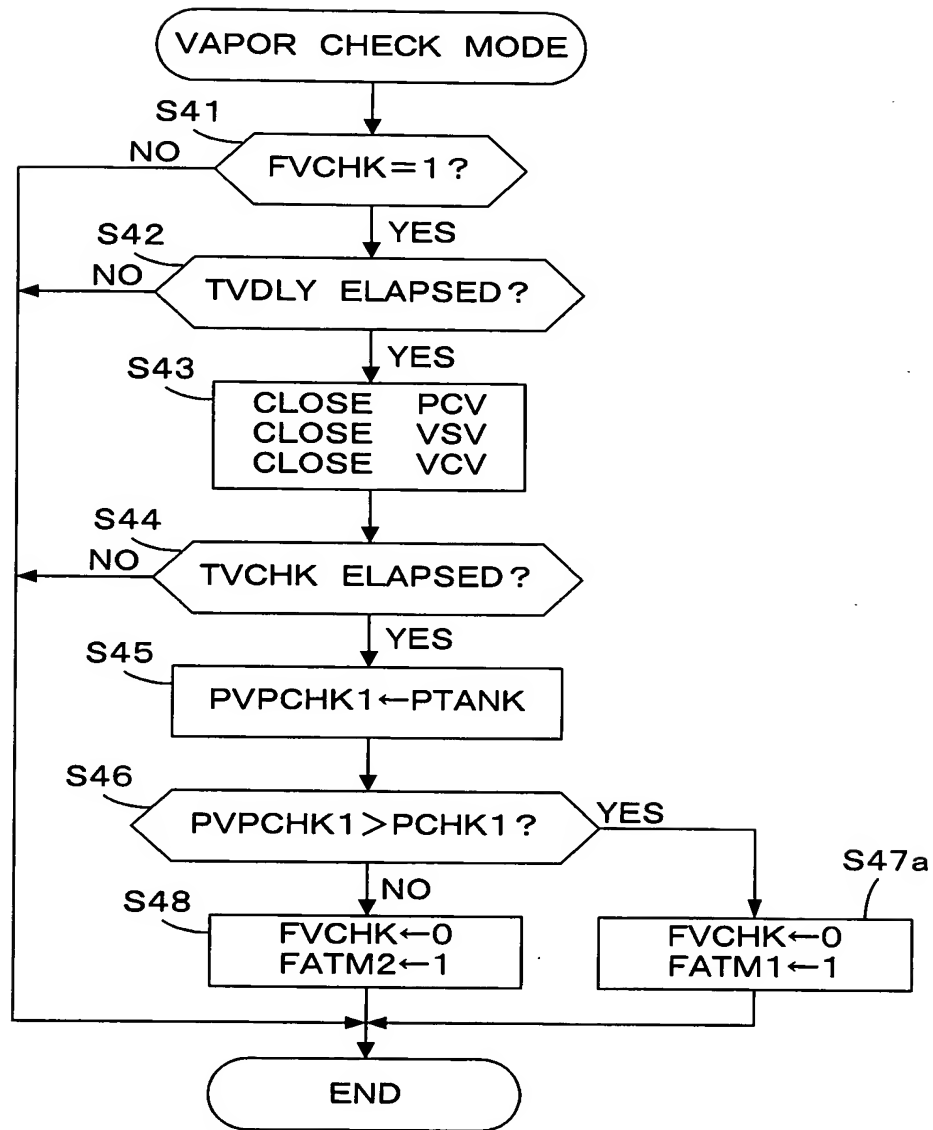 VAPOR CHECK MODE
S41
NO
FVCHK=1?
YES
S42
NO
TVDLY ELAPSED?
YES
S43
CLOSE PCV
CLOSE VSV
CLOSE VCV
S44
NO
TVCHK ELAPSED?
YES
S45
PVPCHK1←PTANK
S46
PVPCHK1>PCHK1?
YES
NO
S47a
S48
FVCHK←0
FATM2←1
FVCHK←0
FATM1←1
END